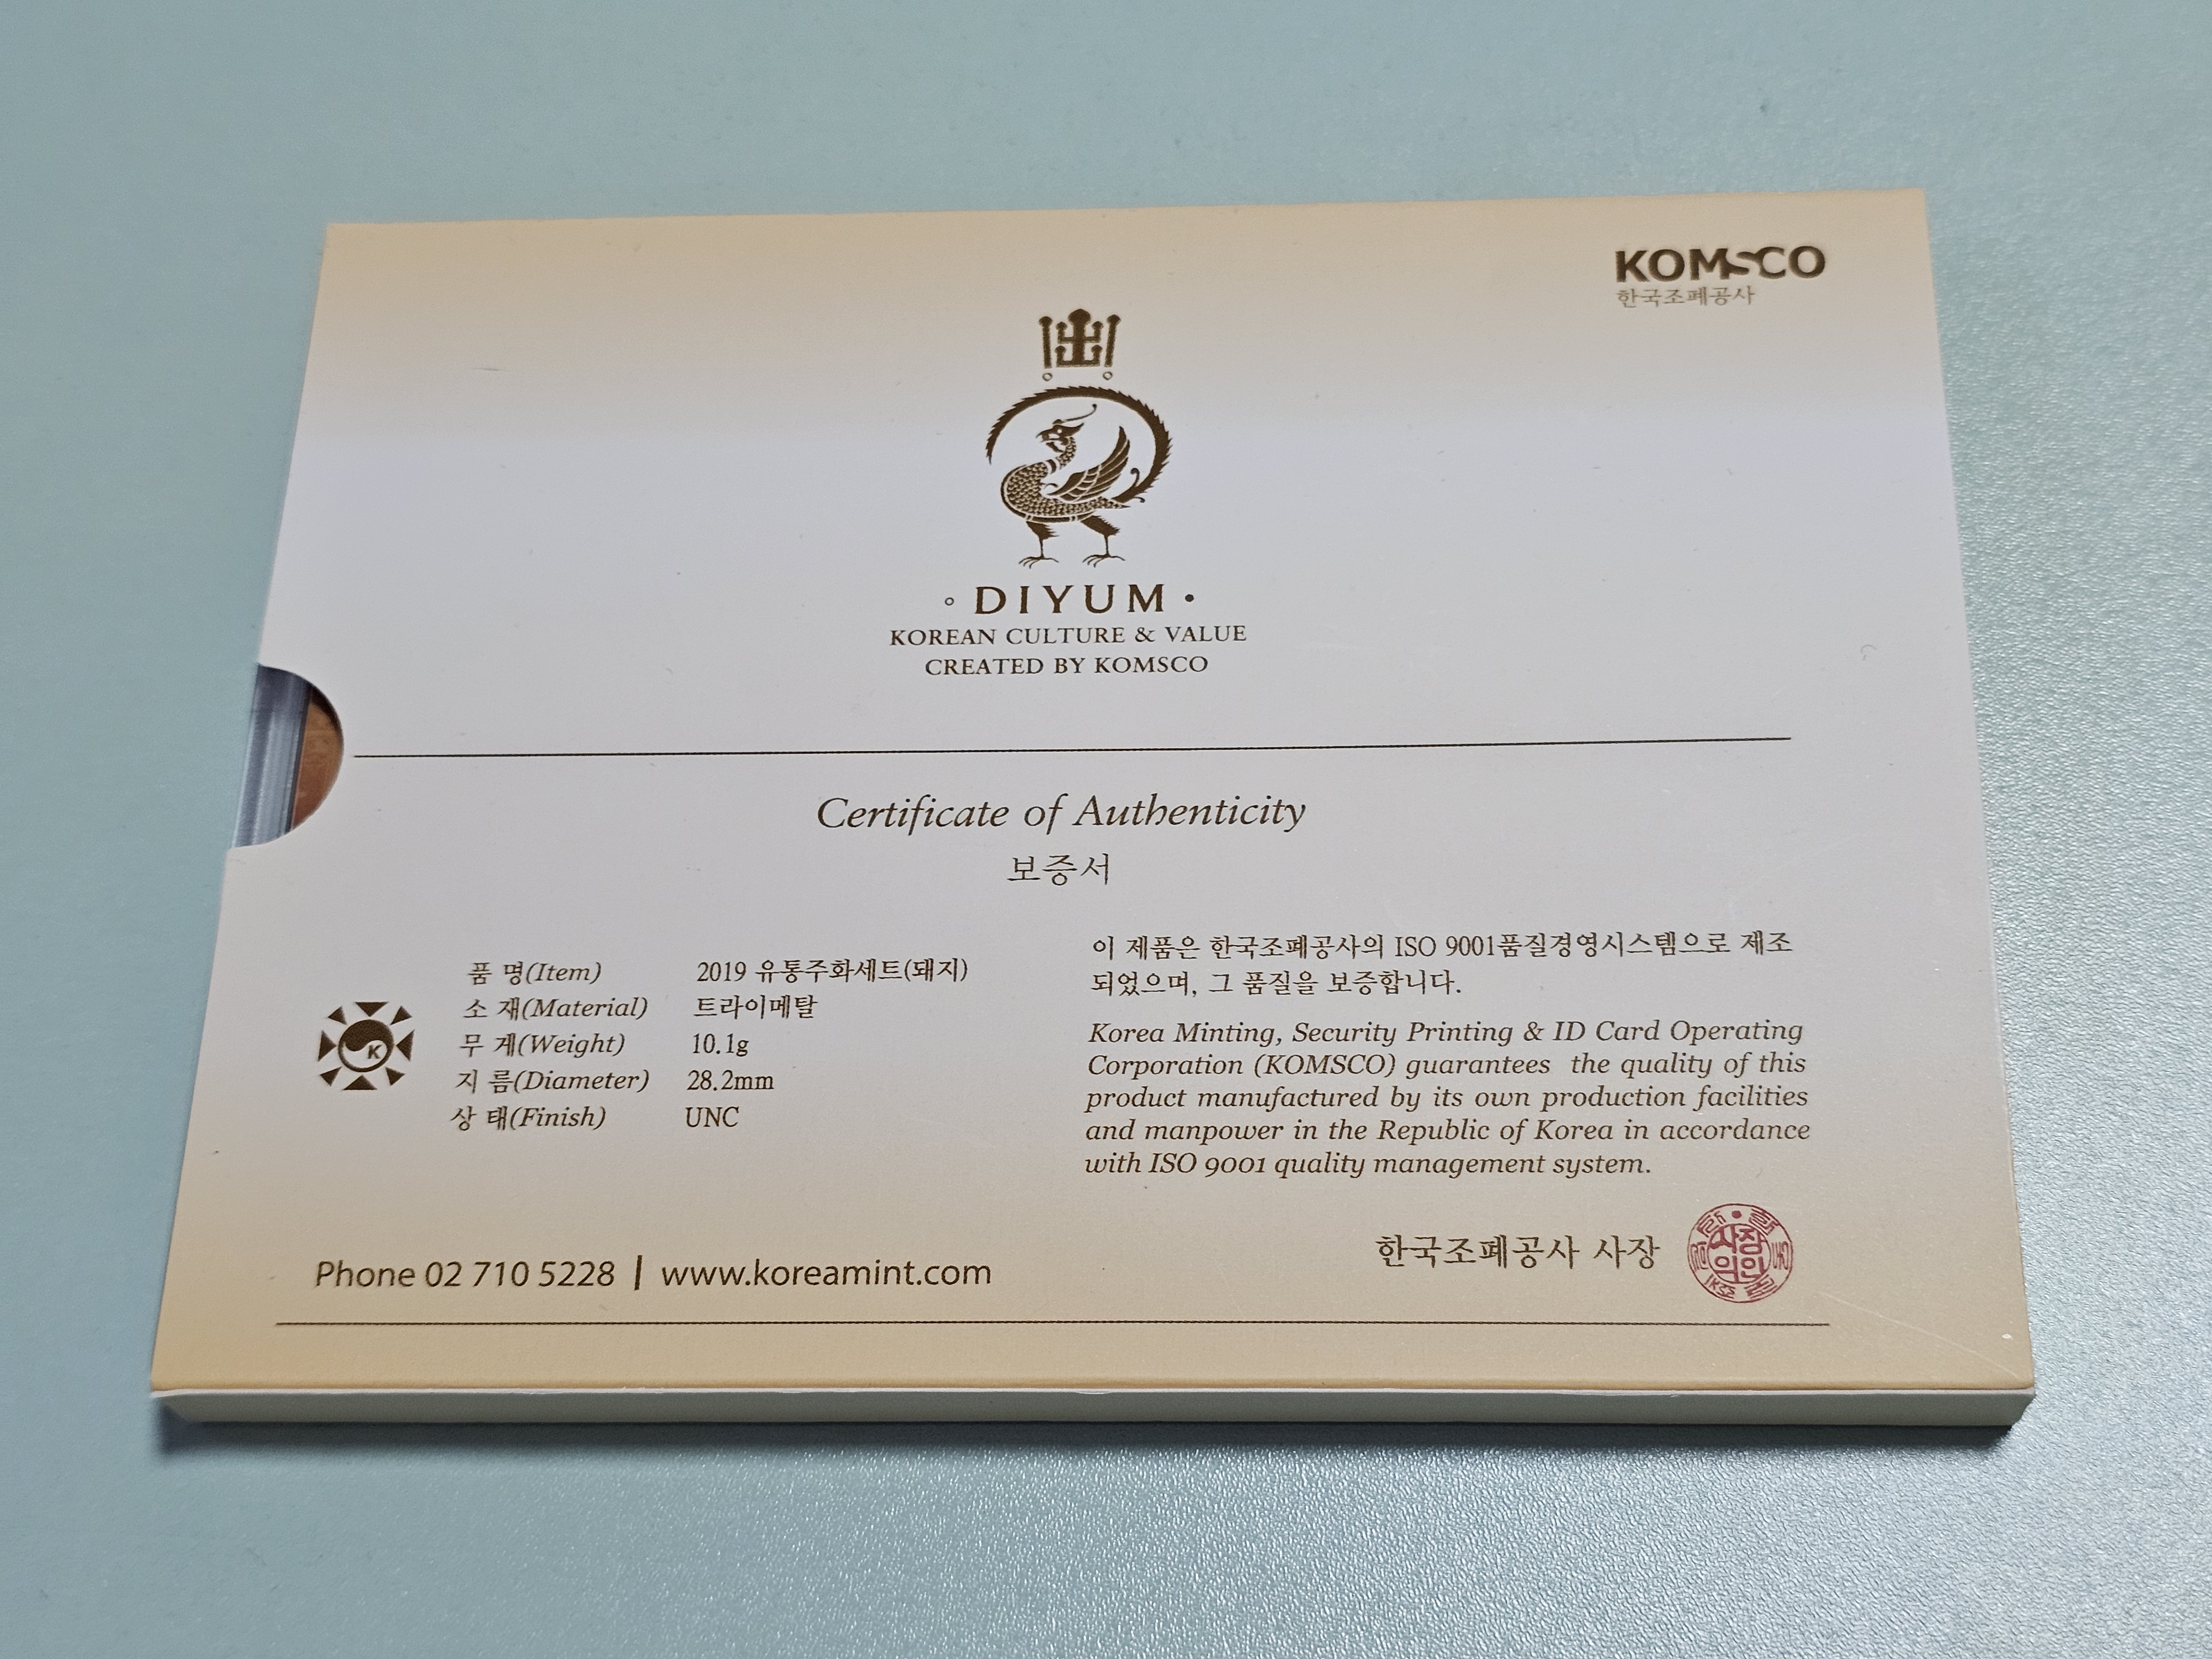 KOMSCO
한국조폐공사
DIYUM
KOREAN CULTURE & VALUE
CREATED BY KOMSCO
Certificate of Authenticity
보증서
품 명(Item) 2019 유통주화세트(돼지)
소 재(Material) 트라이메탈
무 게(Weight) 10.1g
지 름(Diameter) 28.2mm
상 태(Finish) UNC
K
이 제품은 한국조폐공사의 ISO 9001품질경영시스템으로 제조
되었으며, 그 품질을 보증합니다.
Korea Minting, Security Printing & ID Card Operating
Corporation (KOMSCO) guarantees the quality of this
product manufactured by its own production facilities
and manpower in the Republic of Korea in accordance
with ISO 9001 quality management system.
한국조폐공사 사장
사장
의인
Phone 02 710 5228 | www.koreamint.com